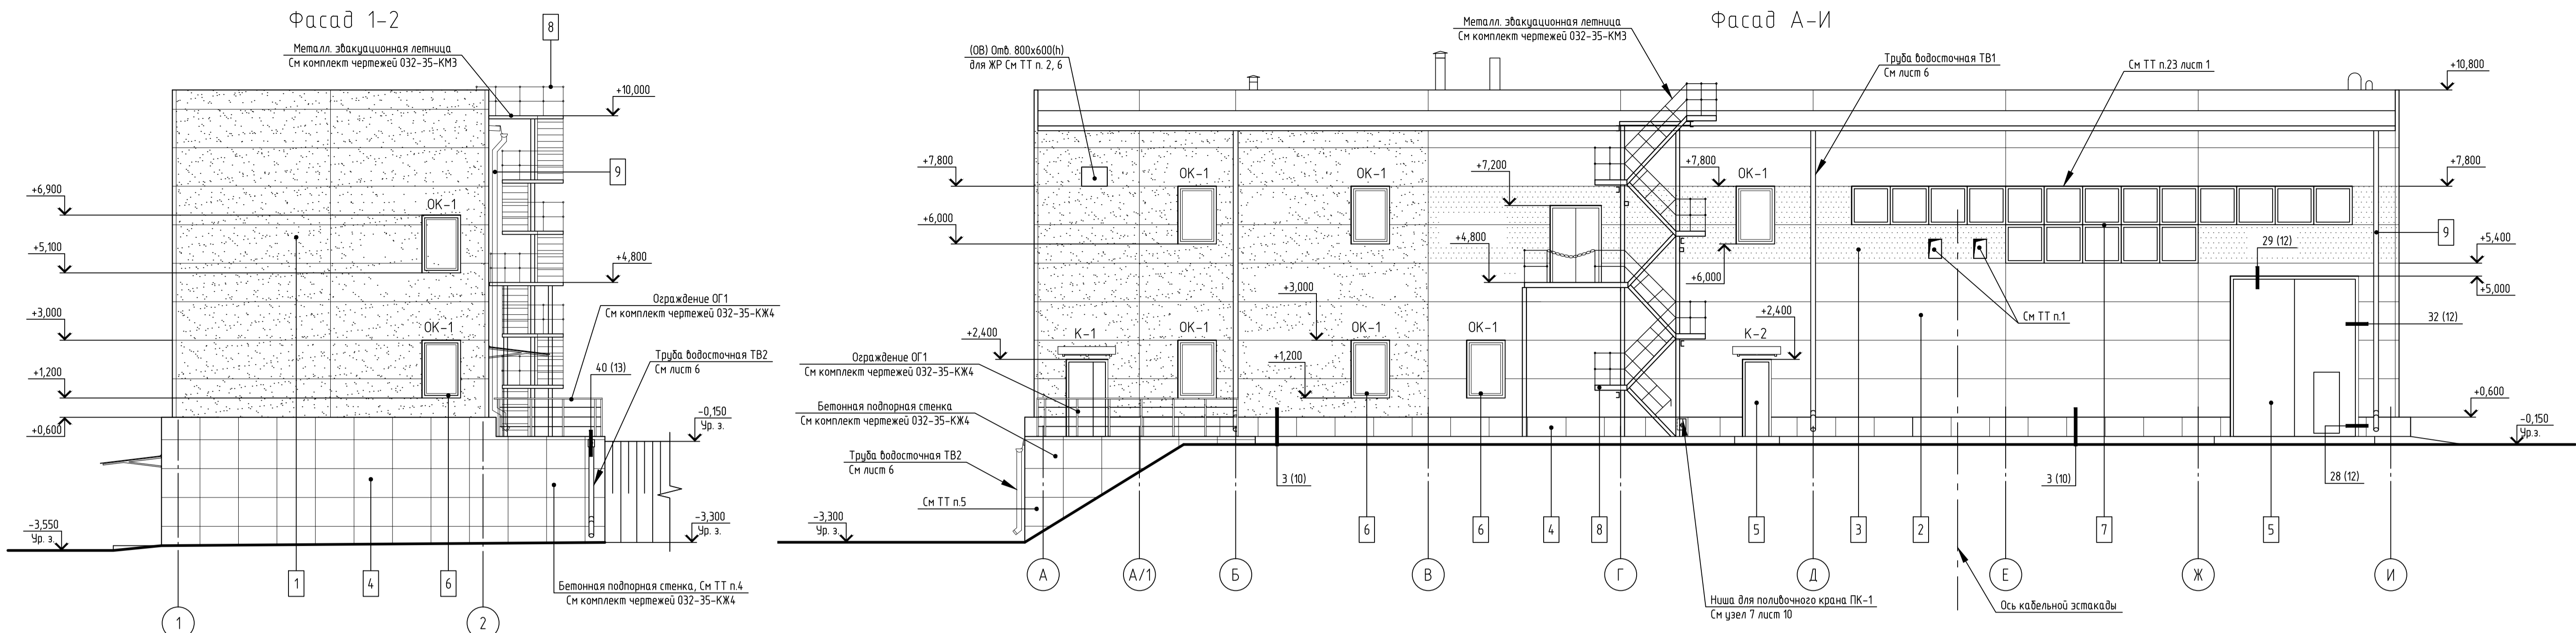 Фасад 1-2
8
Металл. эвакуационная летница
См комплект чертежей 032-35-КМ3
+10,000
9
+6,900
ОК-1
+5,100
+4,800
+3,000
ОК-1
Ограждение ОГ1
См комплект чертежей 032-35-КЖ4
Труба водосточная ТВ2
См лист 6
40 (13)
+1,200
+0,600
-0,150
Ур. з.
-3,550
Ур. з.
-3,300
Ур. з.
1
4
6
Бетонная подпорная стенка, См ТТ п.4
См комплект чертежей 032-35-КЖ4
1
2
Фасад А-И
Металл. эвакуационная летница
См комплект чертежей 032-35-КМ3
(ОВ) Отв. 800х600(h)
для ЖР См ТТ п. 2, 6
Труба водосточная ТВ1
См лист 6
См ТТ п.23 лист 1
+10,800
+7,800
ОК-1
ОК-1
+7,200
+7,800
ОК-1
+7,800
+6,000
+4,800
+6,000
29 (12)
9
+5,400
+5,000
+3,000
См ТТ п.1
32 (12)
+2,400
К-1
ОК-1
ОК-1
ОК-1
К-2
+2,400
Ограждение ОГ1
См комплект чертежей 032-35-КЖ4
+1,200
+0,600
Бетонная подпорная стенка
См комплект чертежей 032-35-КЖ4
-0,150
Ур.з.
Труба водосточная ТВ2
См лист 6
3 (10)
3 (10)
28 (12)
См ТТ п.5
-3,300
Ур. з.
6
6
4
8
5
3
2
7
5
А
А/1
Б
В
Г
Д
Е
Ж
И
Ниша для поливочного крана ПК-1
См узел 7 лист 10
Ось кабельной эстакады